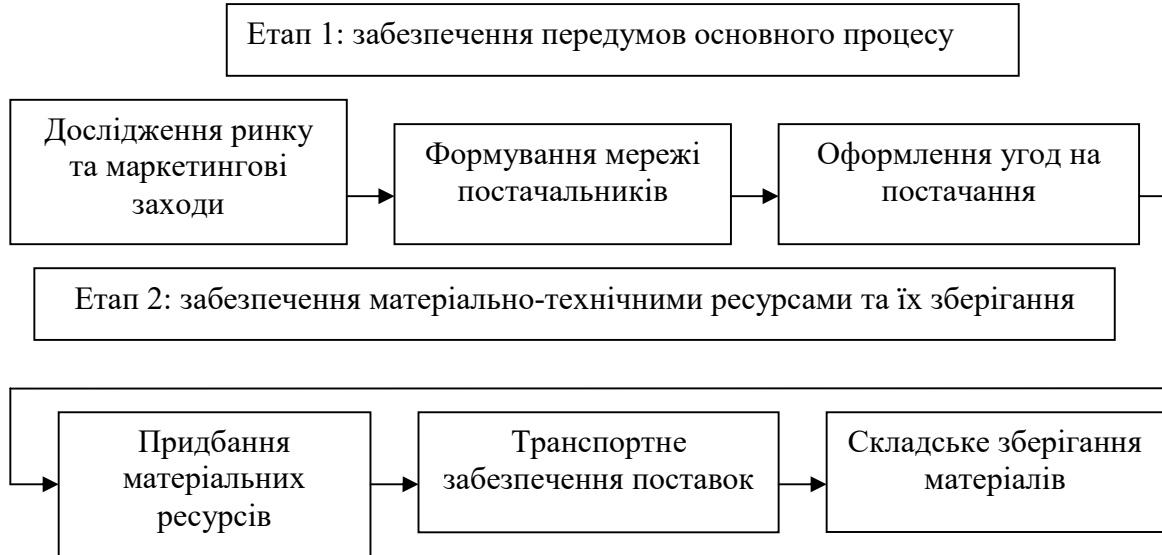 Етап 1: забезпечення передумов основного процесу
Дослідження ринку
та маркетингові
заходи
Формування мережі
постачальників
Оформлення угод на
постачання
Етап 2: забезпечення матеріально-технічними ресурсами та їх зберігання
Придбання
матеріальних
ресурсів
Транспортне
забезпечення поставок
Складське зберігання
матеріалів